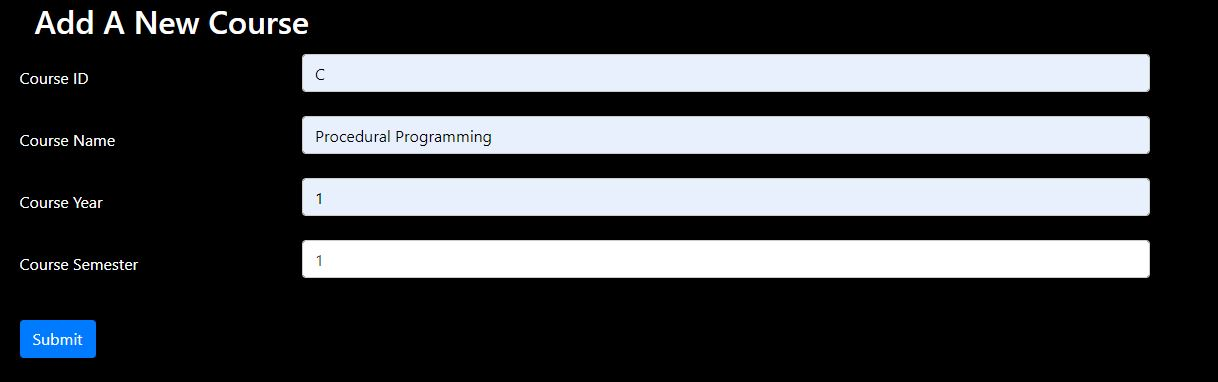 Add A New Course
Course ID C
Course Name Procedural Programming
Course Year 1
Course Semester 1
Submit